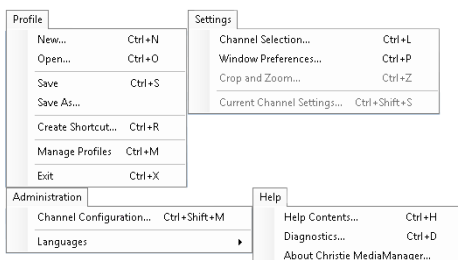 Profile
New... Ctrl+N
Open... Ctrl+O
Save Ctrl+S
Save As...
Create Shortcut... Ctrl+R
Manage Profiles Ctrl+M
Exit Ctrl+X
Settings
Channel Selection... Ctrl+L
Window Preferences... Ctrl+P
Crop and Zoom... Ctrl+Z
Current Channel Settings... Ctrl+Shift+S
Administration
Channel Configuration... Ctrl+Shift+M
Languages
Help
Help Contents... Ctrl+H
Diagnostics... Ctrl+D
About Christie MediaManager...